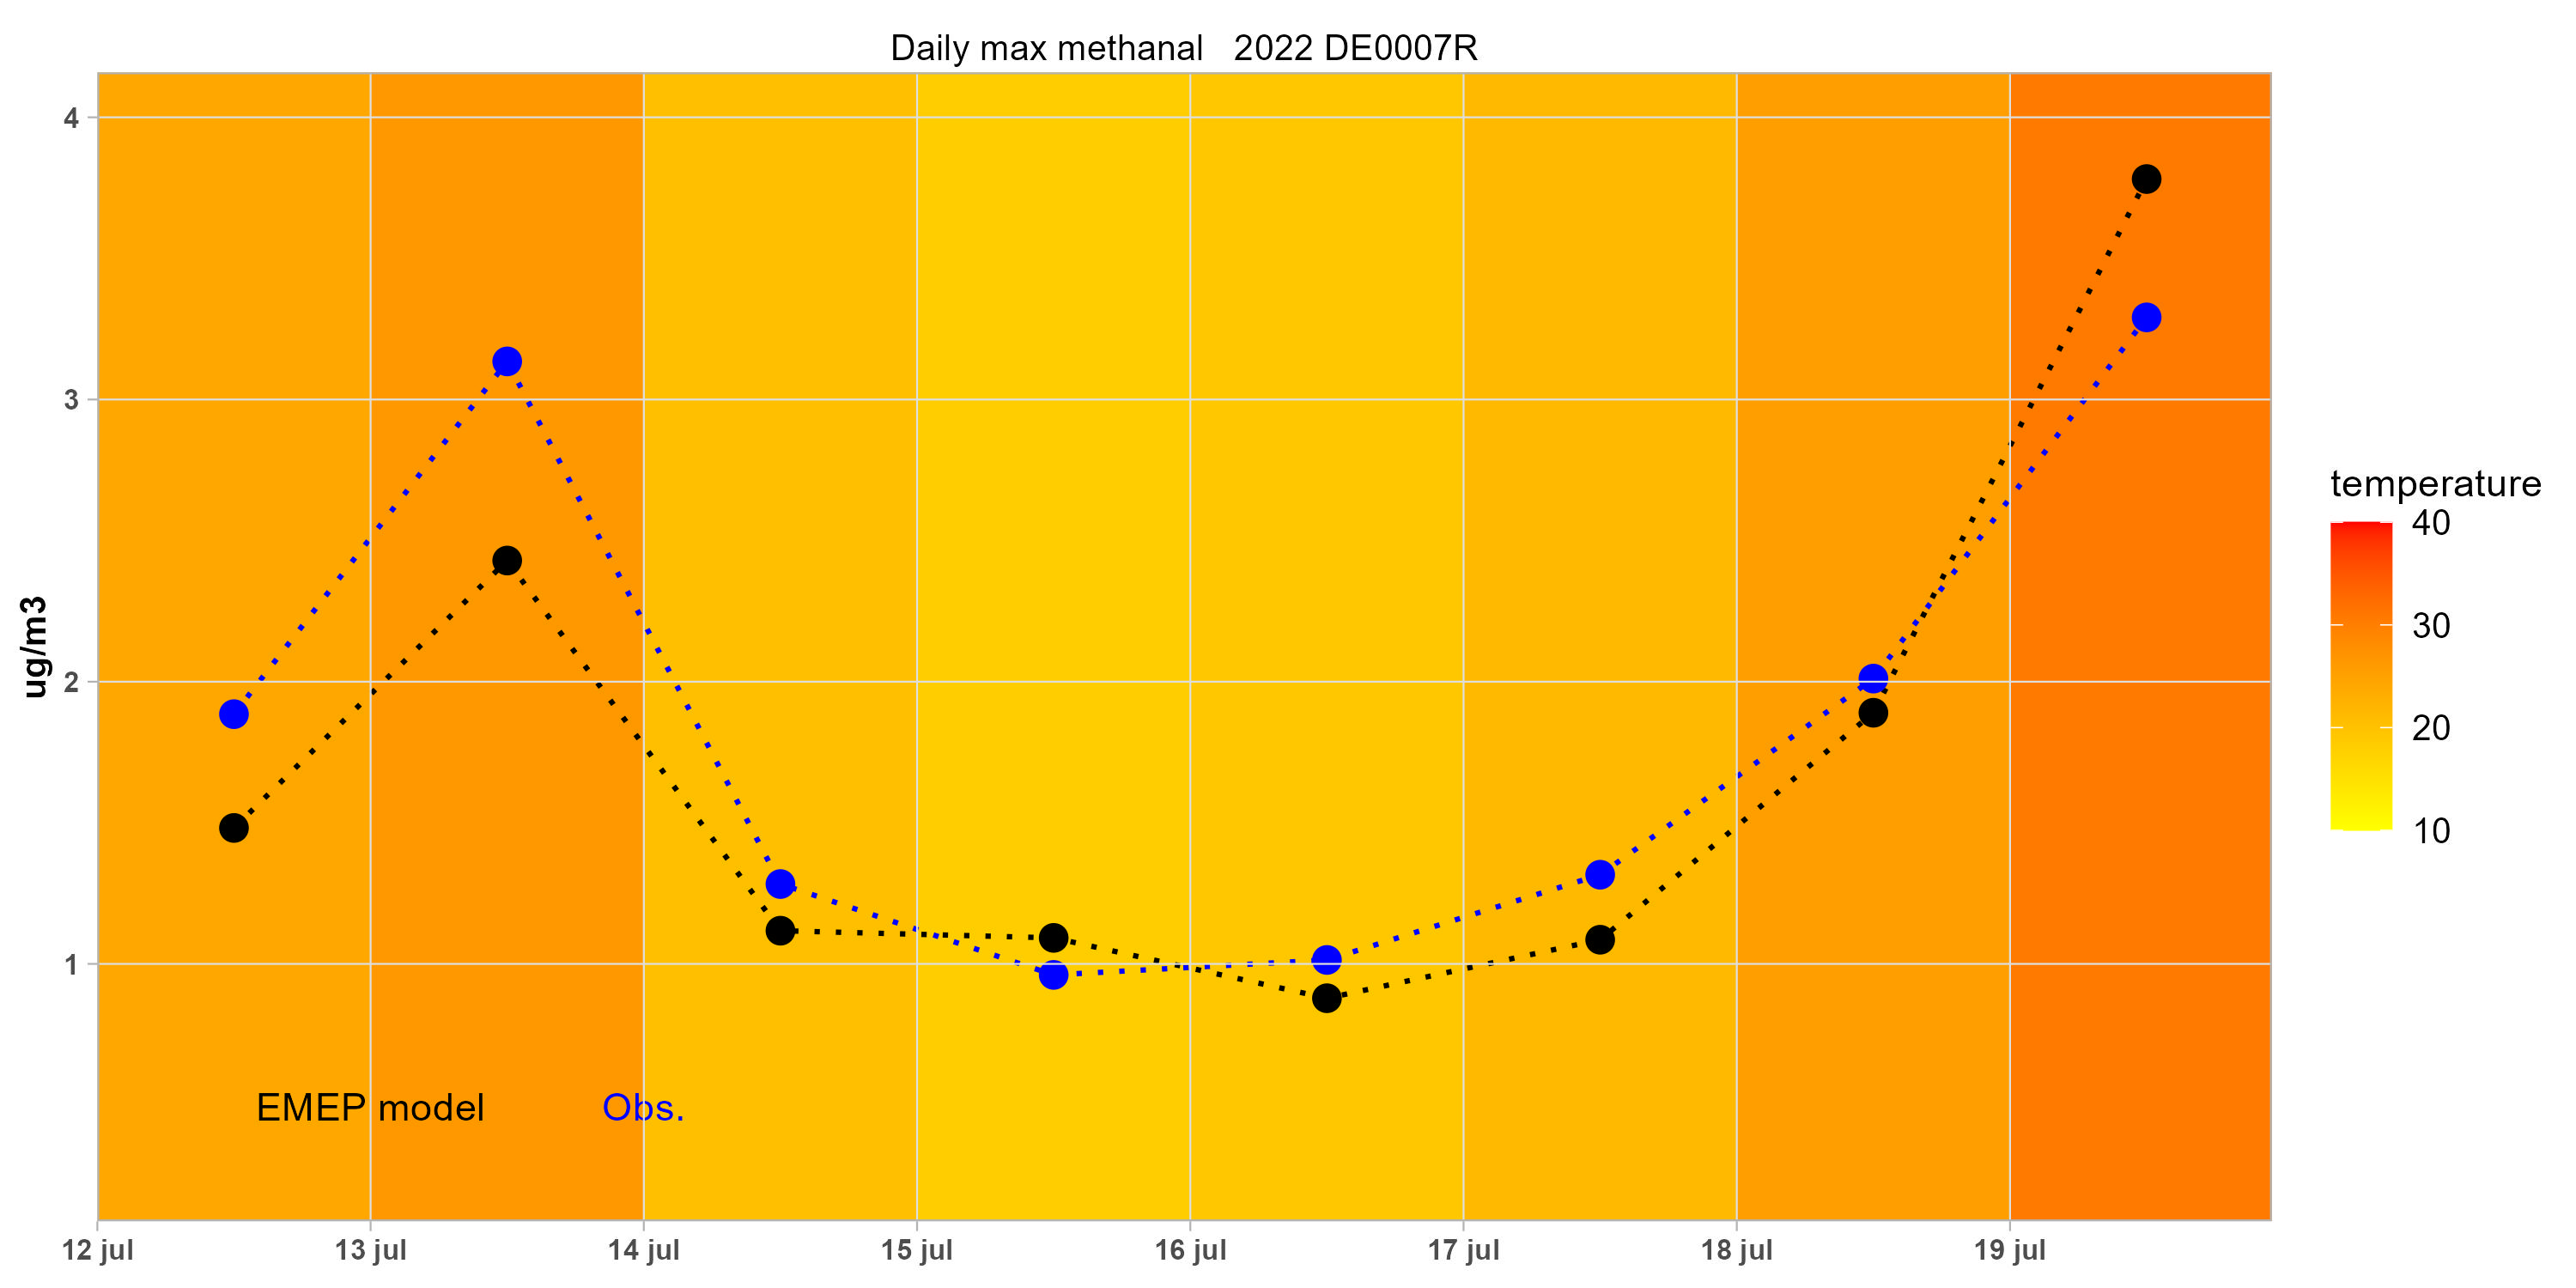 Daily max methanal   2022 DE0007R
4
3
2
1
ug/m3
EMEP model
Obs.
12 jul
13 jul
14 jul
15 jul
16 jul
17 jul
18 jul
19 jul
temperature
40
30
20
10